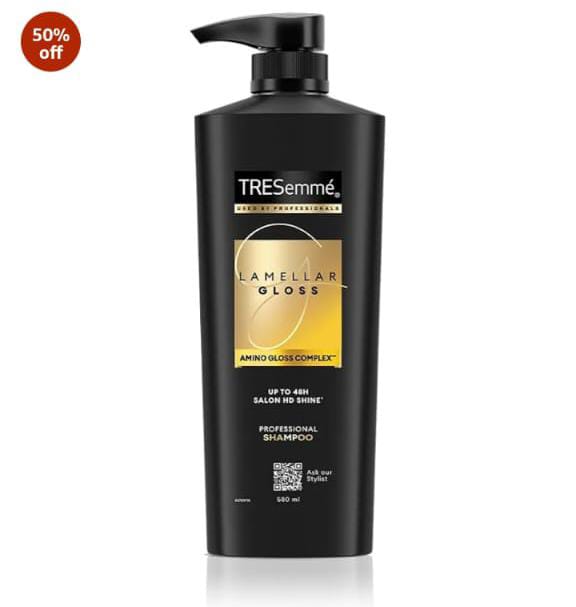 50%
off
TRESemmé®
USED BY PROFESSIONALS
LAMELLAR
GLOSS
AMINO GLOSS COMPLEX™
UP TO 48H
SALON HD SHINE*
PROFESSIONAL
SHAMPOO
Ask our
Stylist
580 ml